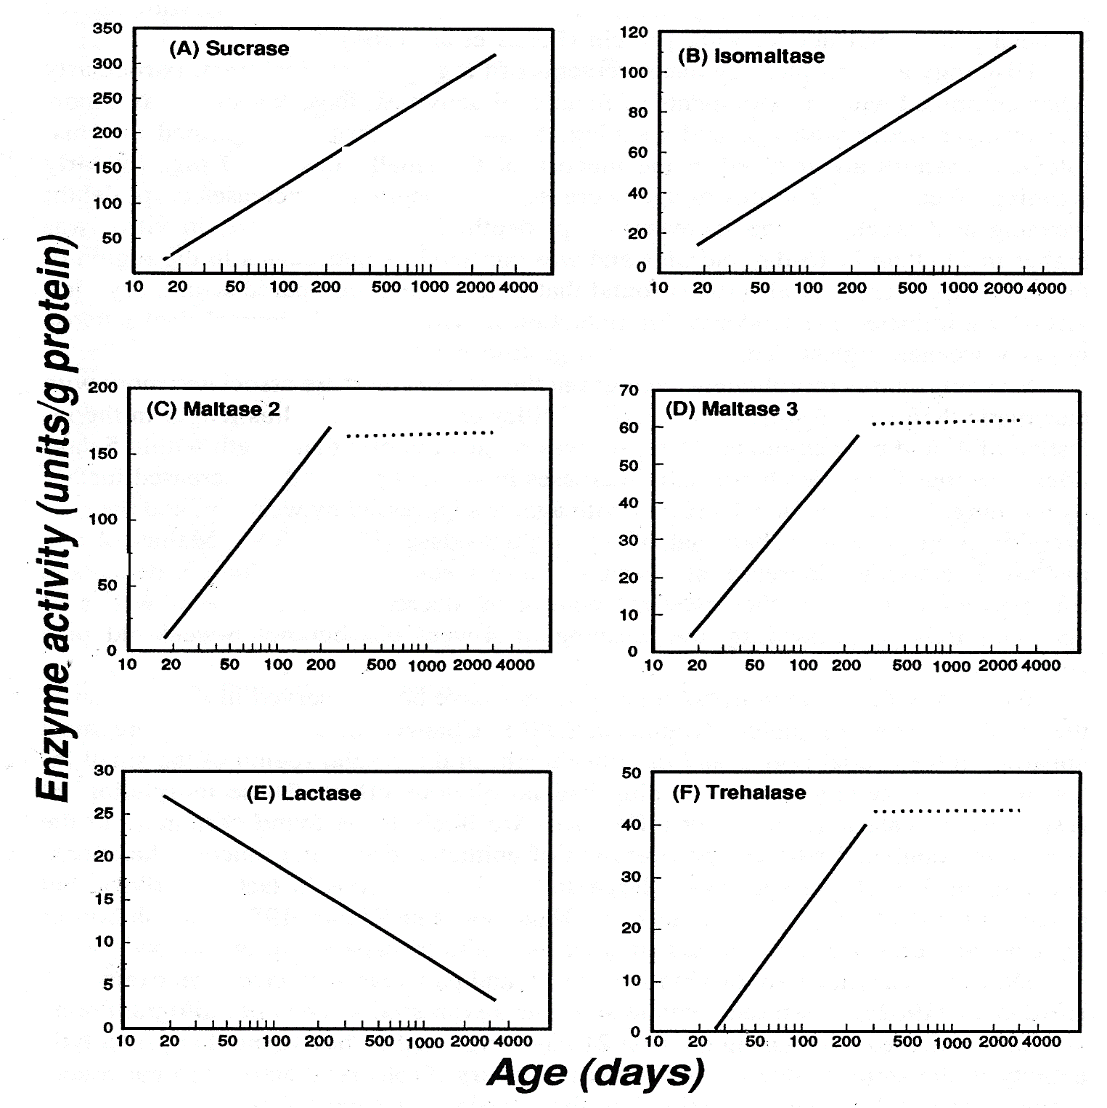 (A) Sucrase
350
300
250
200
150
100
50
10 20 50 100 200 500 1000 2000 4000
(B) Isomaltase
120
100
80
60
40
20
0
10 20 50 100 200 500 1000 2000 4000
(C) Maltase 2
200
150
100
50
0
10 20 50 100 200 500 1000 2000 4000
(D) Maltase 3
70
60
50
40
30
20
10
0
10 20 50 100 200 500 1000 2000 4000
(E) Lactase
30
25
20
15
10
5
0
10 20 50 100 200 500 1000 2000 4000
(F) Trehalase
50
40
30
20
10
0
10 20 50 100 200 500 1000 2000 4000
Enzyme activity (units/g protein)
Age (days)